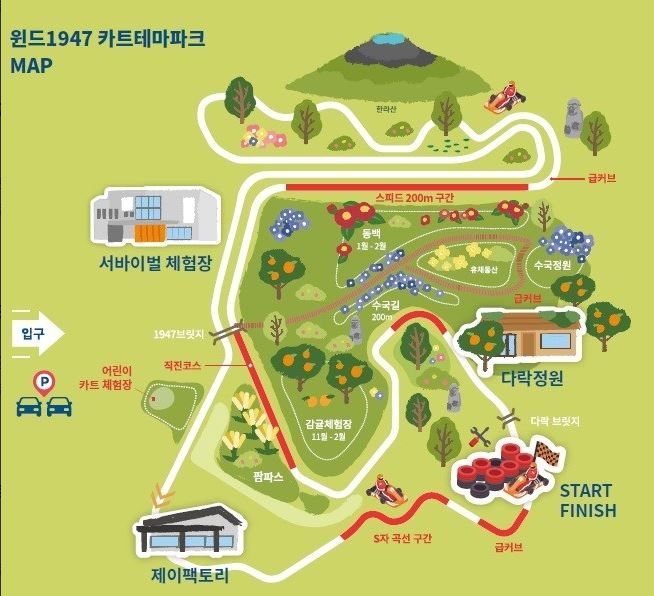 윈드1947 카트테마파크
MAP
한라산
급커브
스피드 200m 구간
동백
1월 - 2월
서바이벌 체험장
유채동산
수국정원
수국길
200m
급커브
입구
1947브릿지
직진코스
P
어린이
카트 체험장
다락정원
감귤체험장
11월 - 2월
다락 브릿지
팜파스
START
FINISH
S자 곡선 구간
급커브
제이팩토리